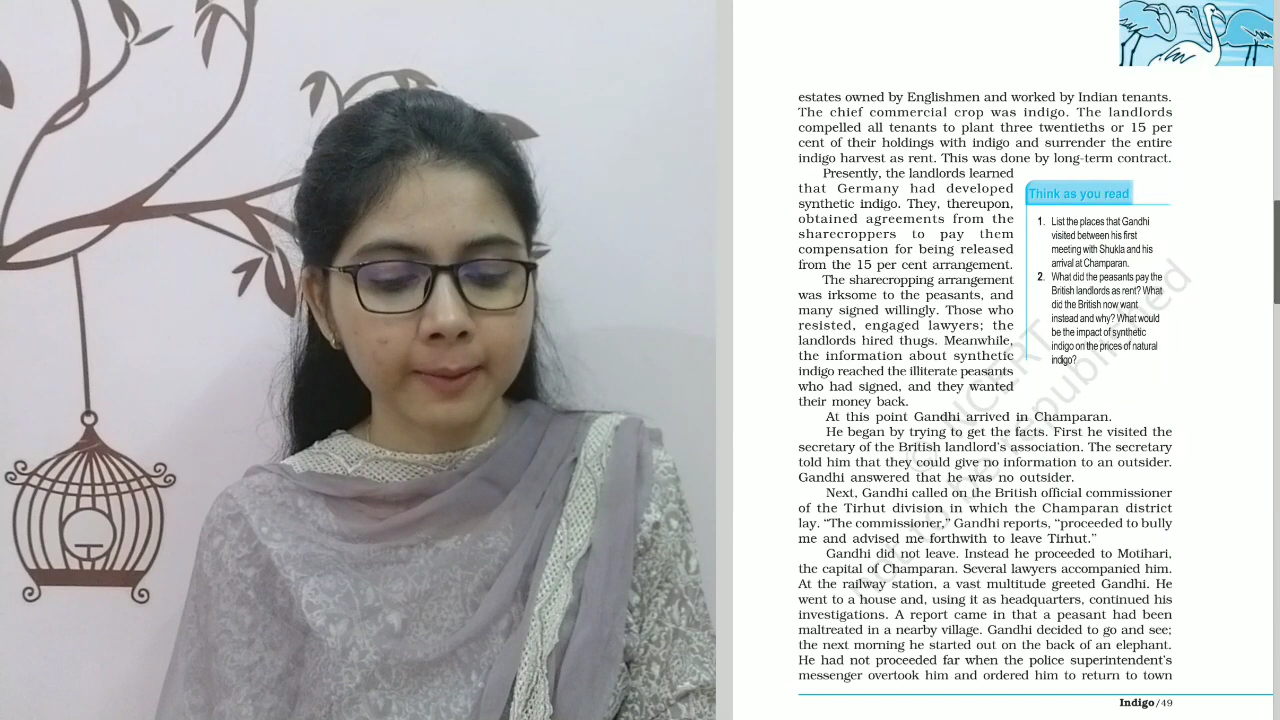 estates owned by Englishmen and worked by Indian tenants.
The chief commercial crop was indigo. The landlords
compelled all tenants to plant three twentieths or 15 per
cent of their holdings with indigo and surrender the entire
indigo harvest as rent. This was done by long-term contract.
Presently, the landlords learned
that Germany had developed
synthetic indigo. They, thereupon,
obtained agreements from the
sharecroppers to pay them
compensation for being released
from the 15 per cent arrangement.
The sharecropping arrangement
was irksome to the peasants, and
many signed willingly. Those who
resisted, engaged lawyers; the
landlords hired thugs. Meanwhile,
the information about synthetic
indigo reached the illiterate peasants
who had signed, and they wanted
their money back.
Think as you read
1. List the places that Gandhi
visited between his first
meeting with Shukla and his
arrival at Champaran.
2. What did the peasants pay the
British landlords as rent? What
did the British now want
instead and why? What would
be the impact of synthetic
indigo on the prices of natural
indigo?
At this point Gandhi arrived in Champaran.
He began by trying to get the facts. First he visited the
secretary of the British landlord's association. The secretary
told him that they could give no information to an outsider.
Gandhi answered that he was no outsider.
Next, Gandhi called on the British official commissioner
of the Tirhut division in which the Champaran district
lay. “The commissioner,” Gandhi reports, “proceeded to bully
me and advised me forthwith to leave Tirhut.”
Gandhi did not leave. Instead he proceeded to Motihari,
the capital of Champaran. Several lawyers accompanied him.
At the railway station, a vast multitude greeted Gandhi. He
went to a house and, using it as headquarters, continued his
investigations. A report came in that a peasant had been
maltreated in a nearby village. Gandhi decided to go and see;
the next morning he started out on the back of an elephant.
He had not proceeded far when the police superintendent's
messenger overtook him and ordered him to return to town
Indigo/49
© NCERT
not to be republished